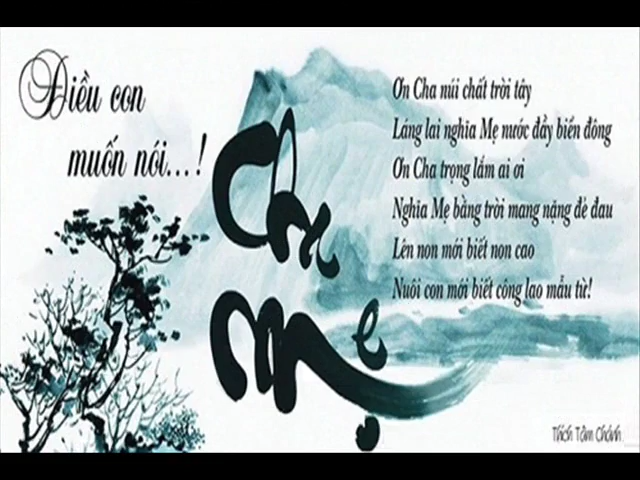 Điều con
muốn nói...!
Cha
Mẹ
Ơn Cha núi chất trời tây
Láng lai nghĩa Mẹ nước đầy biển đông
Ơn Cha trọng lắm ai ơi
Nghĩa Mẹ bằng trời mang nặng đẻ đau
Lên non mới biết non cao
Nuôi con mới biết công lao mẫu từ!
Thích Tâm Chánh